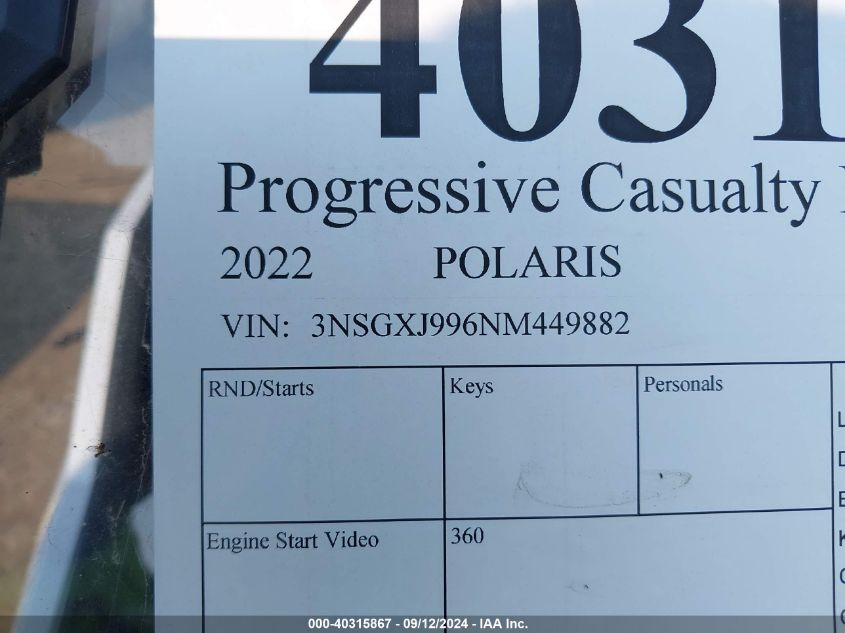 4031
Progressive Casualty
2022 POLARIS
VIN: 3NSGXJ996NM449882
RND/Starts Keys Personals
L
D
E
Engine Start Video 360
K
000-40315867 - 09/12/2024 - IAA Inc.